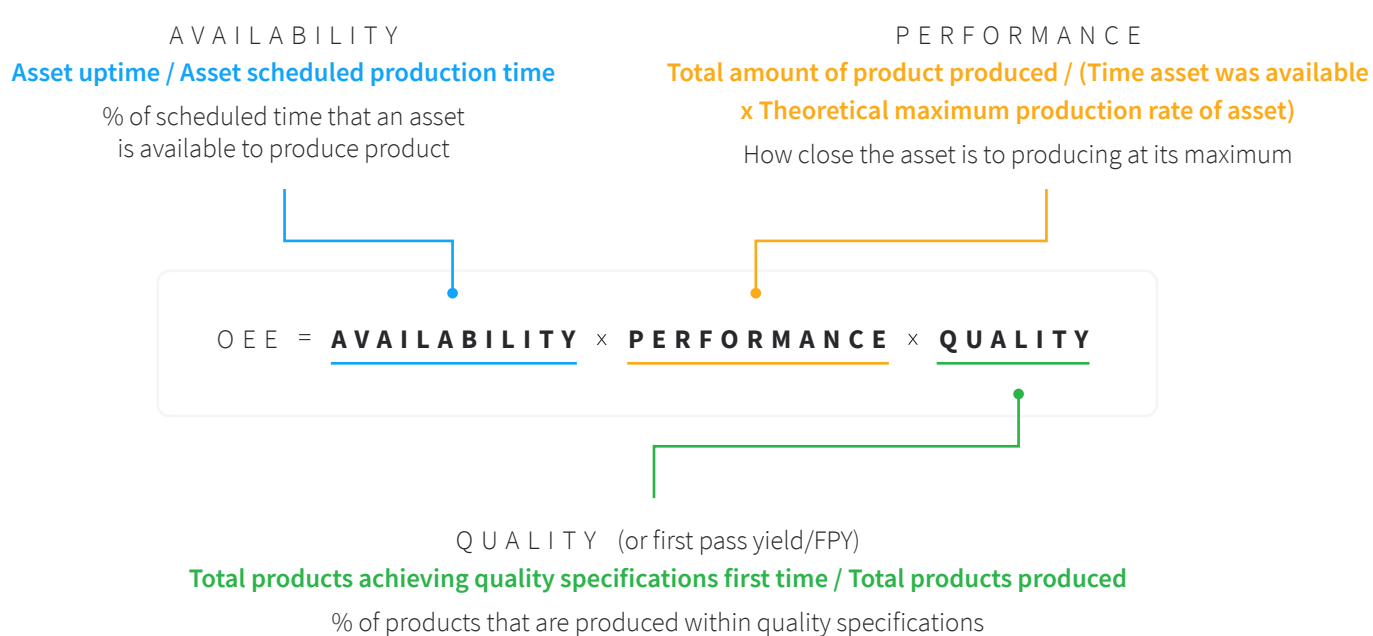 AVAILABILITY
Asset uptime / Asset scheduled production time
% of scheduled time that an asset
is available to produce product
PERFORMANCE
Total amount of product produced / (Time asset was available
x Theoretical maximum production rate of asset)
How close the asset is to producing at its maximum
OEE = AVAILABILITY x PERFORMANCE x QUALITY
QUALITY (or first pass yield/FPY)
Total products achieving quality specifications first time / Total products produced
% of products that are produced within quality specifications